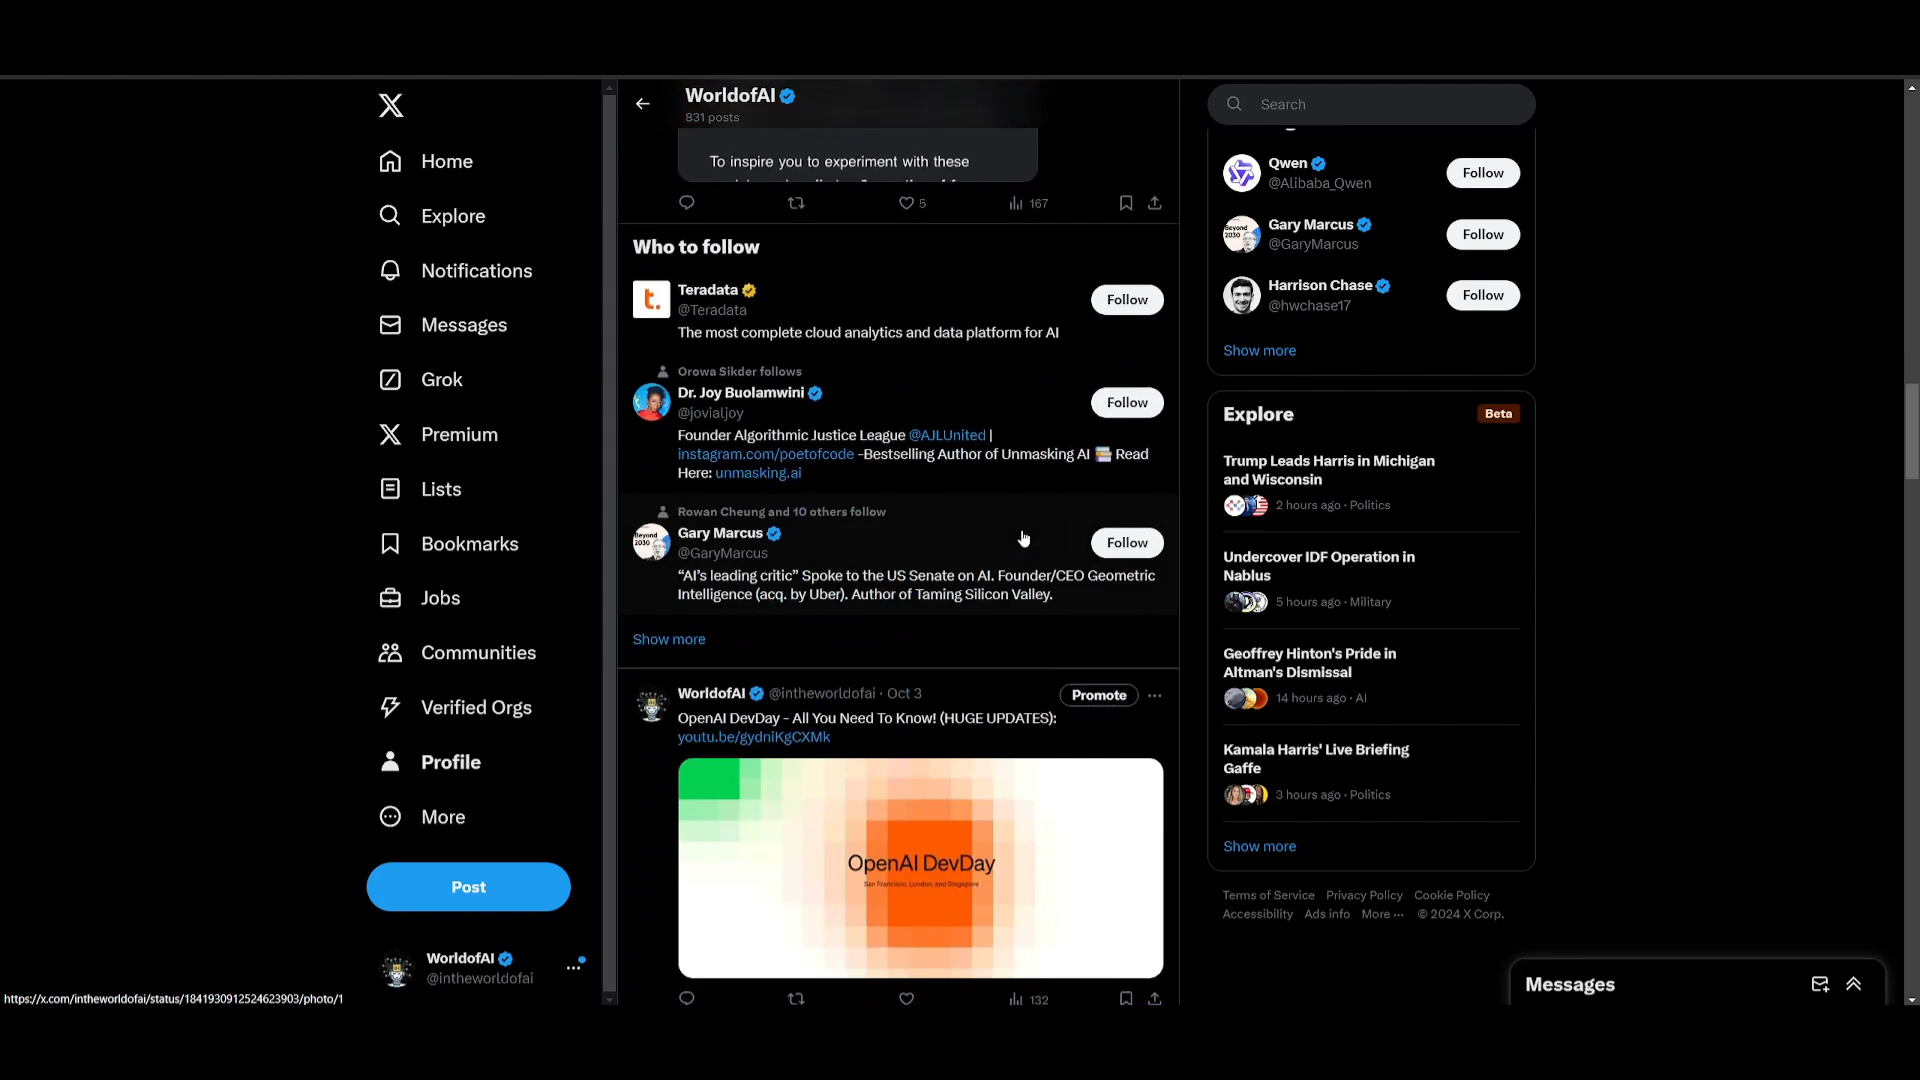 Home
Explore
Notifications
Messages
Grok
Premium
Lists
Bookmarks
Jobs
Communities
Verified Orgs
Profile
More
Post
WorldofAI
@intheworldofai
https://x.com/intheworldofai/status/1841930912524623903/photo/1
WorldofAI
831 posts
To inspire you to experiment with these
5
167
Who to follow
Teradata
@Teradata
Follow
The most complete cloud analytics and data platform for AI
Orowa Sikder follows
Dr. Joy Buolamwini
@jovialjoy
Follow
Founder Algorithmic Justice League @AJLUnited |
instagram.com/poetofcode -Bestselling Author of Unmasking AI 📚 Read
Here: unmasking.ai
Rowan Cheung and 10 others follow
Gary Marcus
@GaryMarcus
Follow
“AI’s leading critic” Spoke to the US Senate on AI. Founder/CEO Geometric
Intelligence (acq. by Uber). Author of Taming Silicon Valley.
Show more
WorldofAI @intheworldofai · Oct 3
Promote
OpenAI DevDay - All You Need To Know! (HUGE UPDATES):
youtu.be/gydniKgCXMk
OpenAI DevDay
San Francisco, London, and Singapore
132
Search
Qwen
@Alibaba_Qwen
Follow
Gary Marcus
@GaryMarcus
Follow
Harrison Chase
@hwchase17
Follow
Show more
Explore
Beta
Trump Leads Harris in Michigan
and Wisconsin
2 hours ago · Politics
Undercover IDF Operation in
Nablus
5 hours ago · Military
Geoffrey Hinton's Pride in
Altman's Dismissal
14 hours ago · AI
Kamala Harris' Live Briefing
Gaffe
3 hours ago · Politics
Show more
Terms of Service Privacy Policy Cookie Policy
Accessibility Ads info More ··· © 2024 X Corp.
Messages